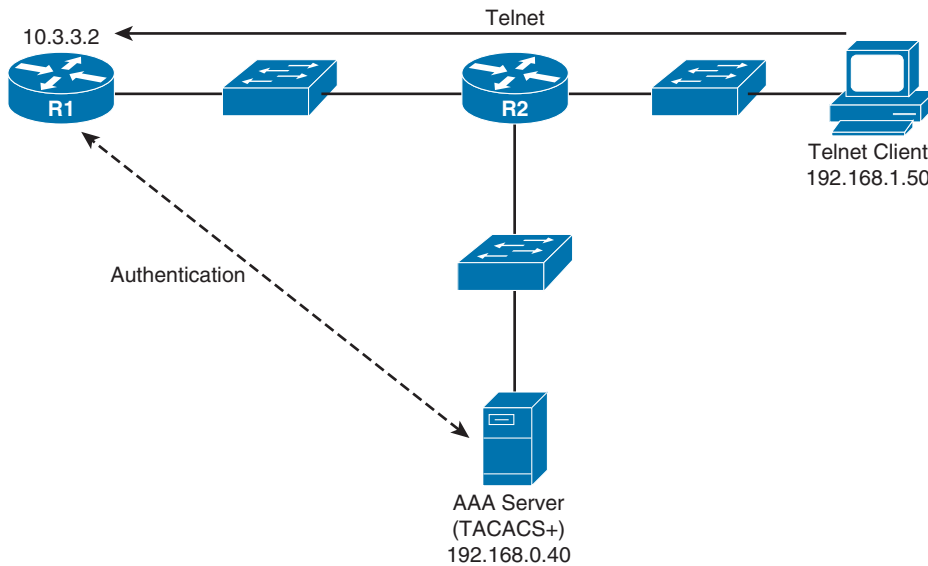 Telnet
10.3.3.2
R1
R2
Telnet Client
192.168.1.50
Authentication
AAA Server
(TACACS+)
192.168.0.40